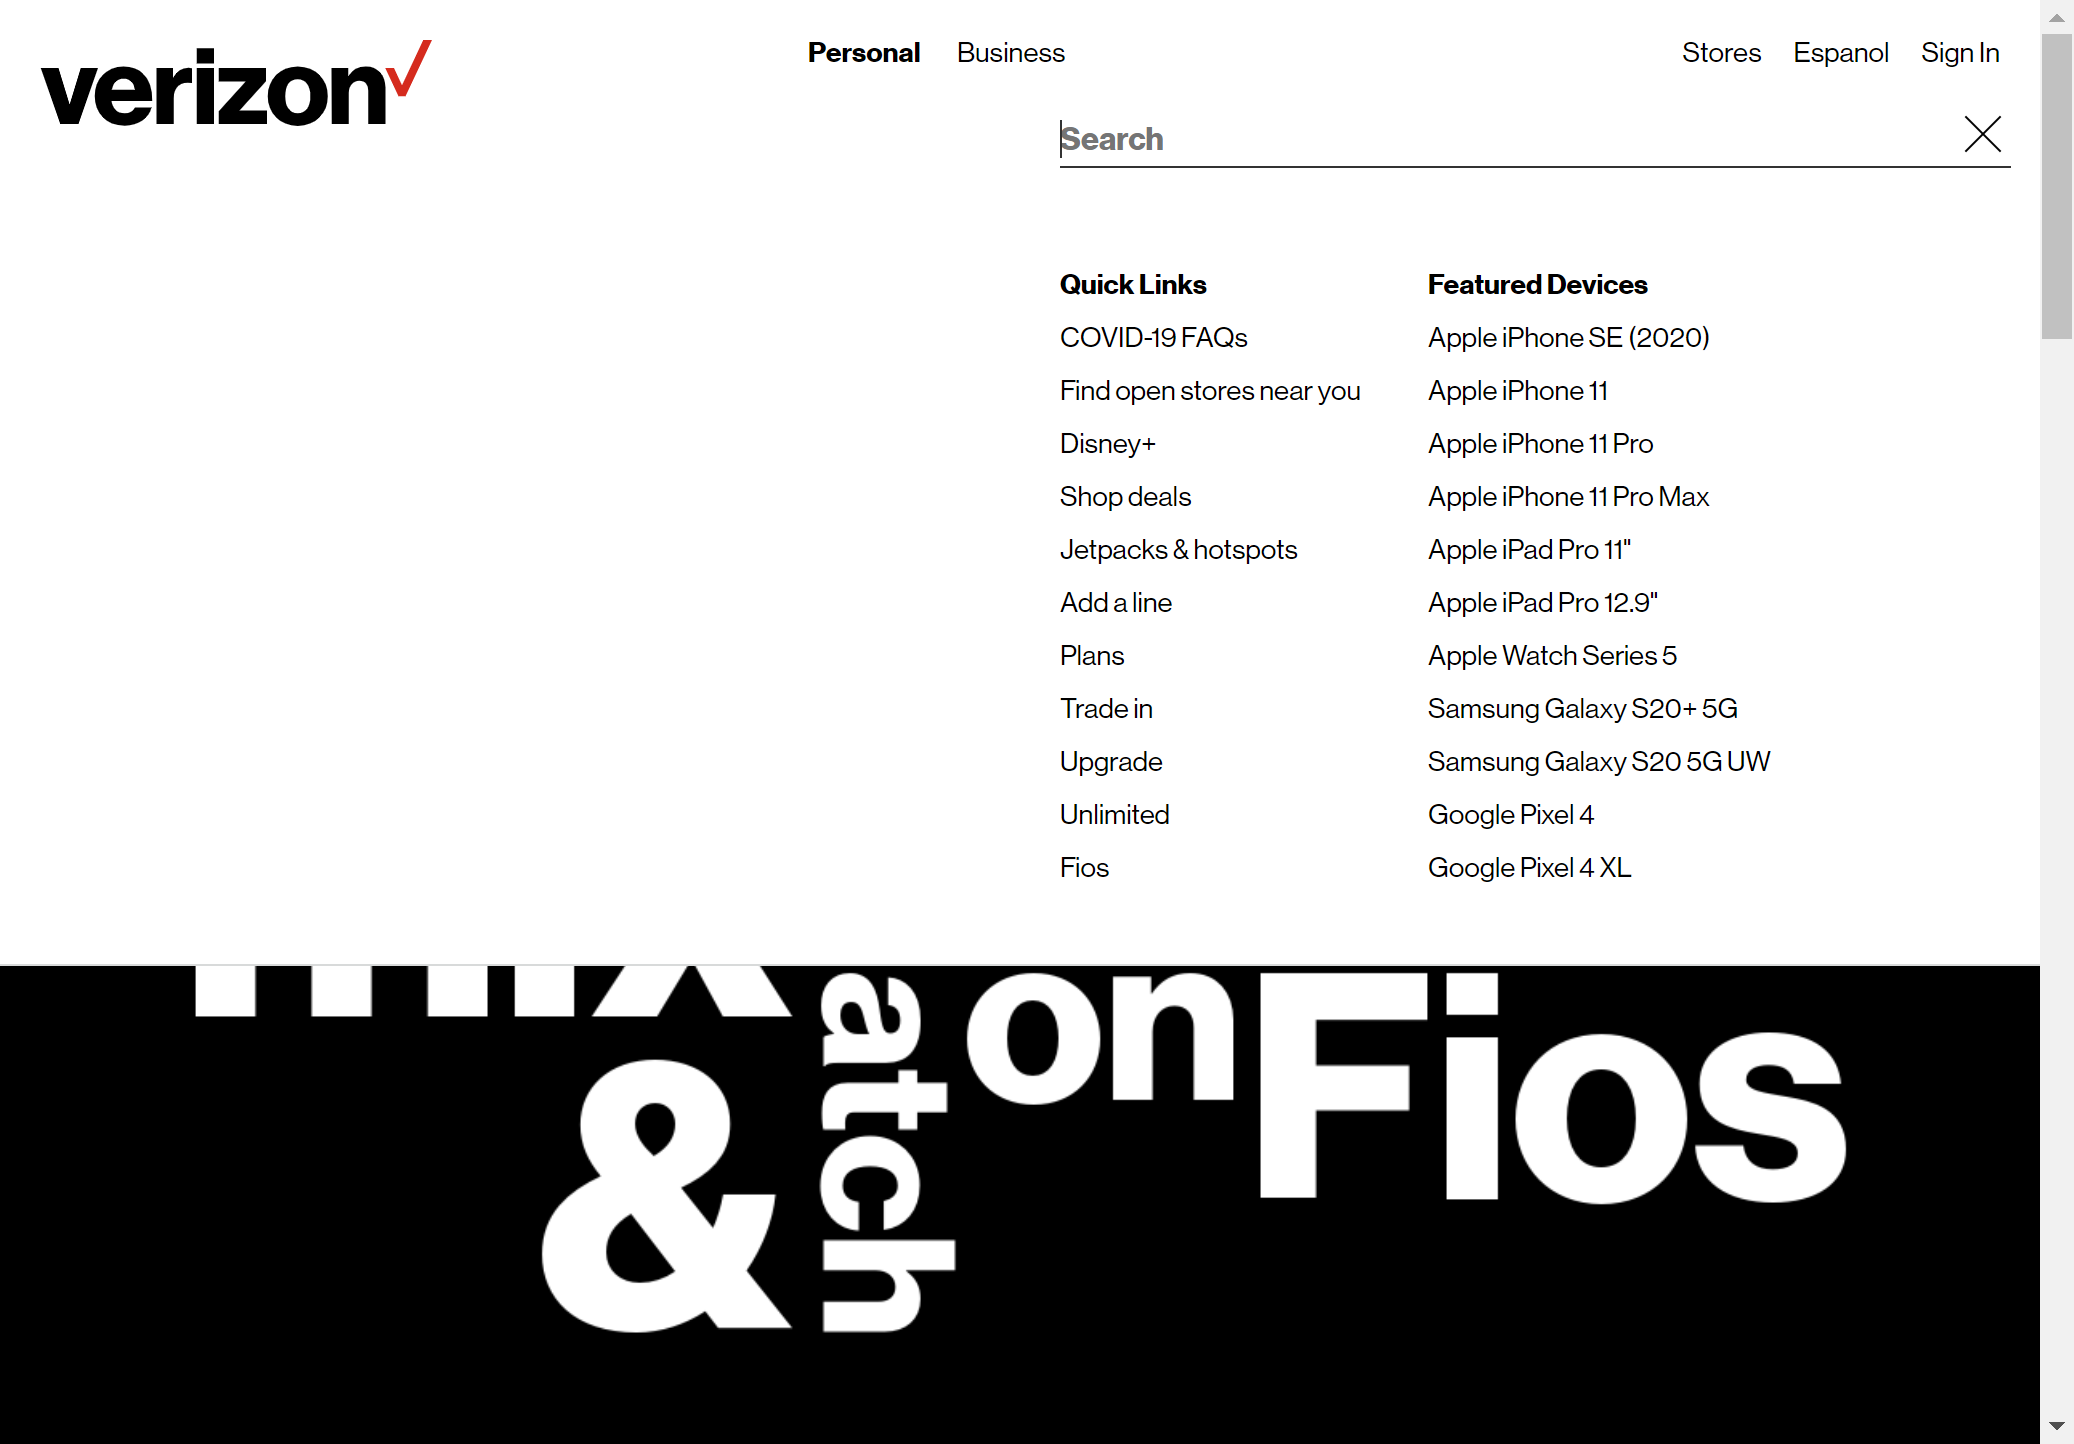 verizon
Personal Business
Stores Espanol Sign In
Search
Quick Links
COVID-19 FAQs
Find open stores near you
Disney+
Shop deals
Jetpacks & hotspots
Add a line
Plans
Trade in
Upgrade
Unlimited
Fios
Featured Devices
Apple iPhone SE (2020)
Apple iPhone 11
Apple iPhone 11 Pro
Apple iPhone 11 Pro Max
Apple iPad Pro 11"
Apple iPad Pro 12.9"
Apple Watch Series 5
Samsung Galaxy S20+ 5G
Samsung Galaxy S20 5G UW
Google Pixel 4
Google Pixel 4 XL
mix
&
atch
on Fios